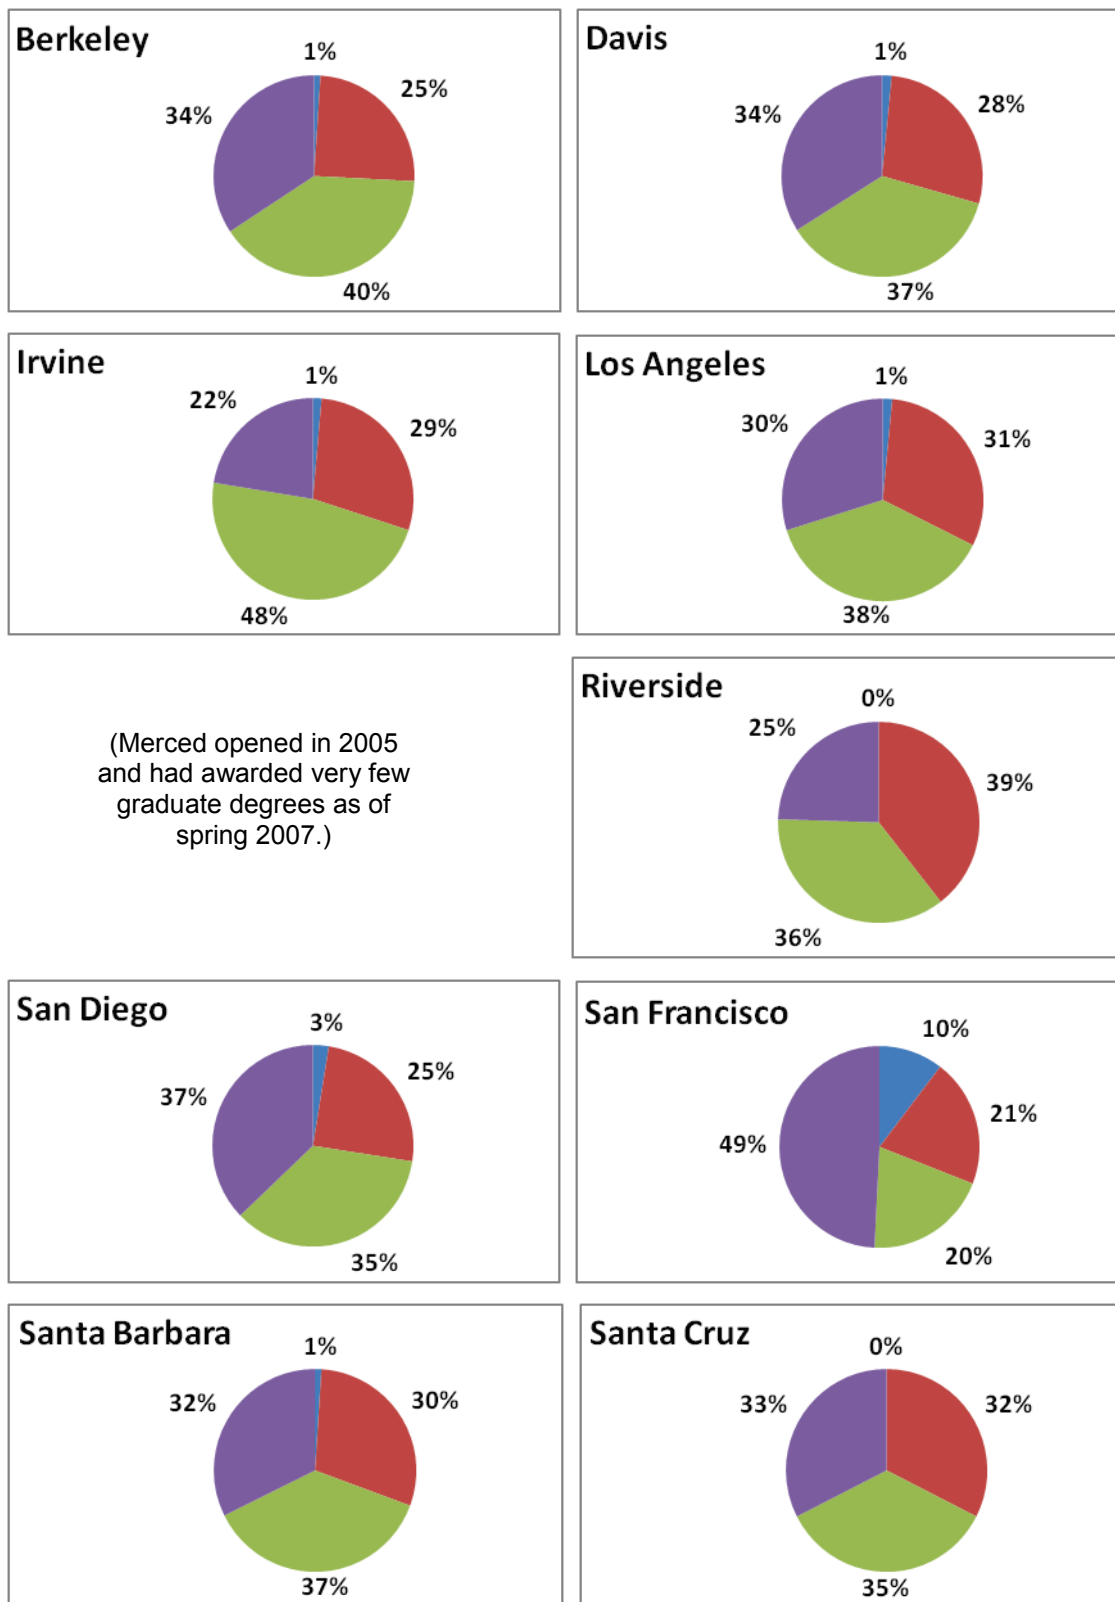 Berkeley
1%
25%
34%
40%
Davis
1%
28%
34%
37%
Irvine
1%
22%
29%
48%
Los Angeles
1%
30%
31%
38%
(Merced opened in 2005
and had awarded very few
graduate degrees as of
spring 2007.)
Riverside
0%
25%
39%
36%
San Diego
3%
25%
37%
35%
San Francisco
10%
21%
49%
20%
Santa Barbara
1%
32%
30%
37%
Santa Cruz
0%
33%
32%
35%